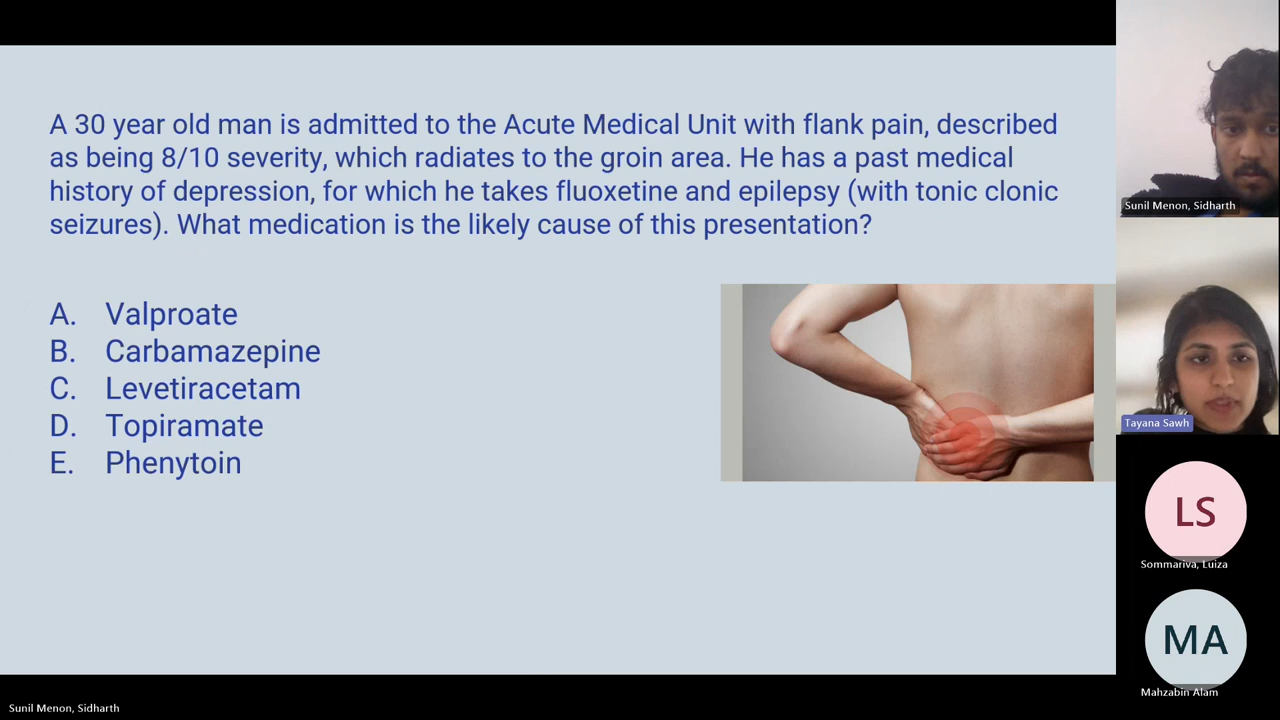 A 30 year old man is admitted to the Acute Medical Unit with flank pain, described
as being 8/10 severity, which radiates to the groin area. He has a past medical
history of depression, for which he takes fluoxetine and epilepsy (with tonic clonic
seizures). What medication is the likely cause of this presentation?
A. Valproate
B. Carbamazepine
C. Levetiracetam
D. Topiramate
E. Phenytoin
Sunil Menon, Sidharth
Tayana Sawh
LS
Sommariva, Luiza
MA
Mahzabin Alam
Sunil Menon, Sidharth